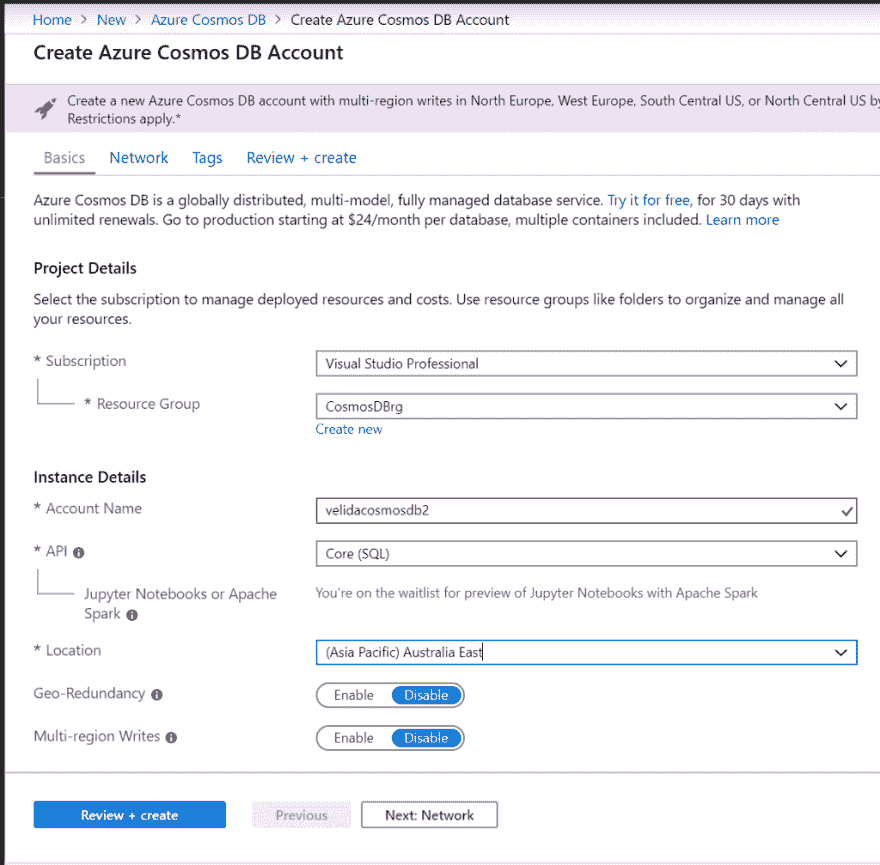 Home > New > Azure Cosmos DB > Create Azure Cosmos DB Account
Create Azure Cosmos DB Account
Create a new Azure Cosmos DB account with multi-region writes in North Europe, West Europe, South Central US, or North Central US by
Restrictions apply.*
Basics Network Tags Review + create
Azure Cosmos DB is a globally distributed, multi-model, fully managed database service. Try it for free, for 30 days with
unlimited renewals. Go to production starting at $24/month per database, multiple containers included. Learn more
Project Details
Select the subscription to manage deployed resources and costs. Use resource groups like folders to organize and manage all
your resources.
* Subscription Visual Studio Professional
* Resource Group CosmosDBrg
Create new
Instance Details
* Account Name velidacosmosdb2
* API Core (SQL)
Jupyter Notebooks or Apache You're on the waitlist for preview of Jupyter Notebooks with Apache Spark
Spark
* Location (Asia Pacific) Australia East
Geo-Redundancy Enable Disable
Multi-region Writes Enable Disable
Review + create Previous Next: Network